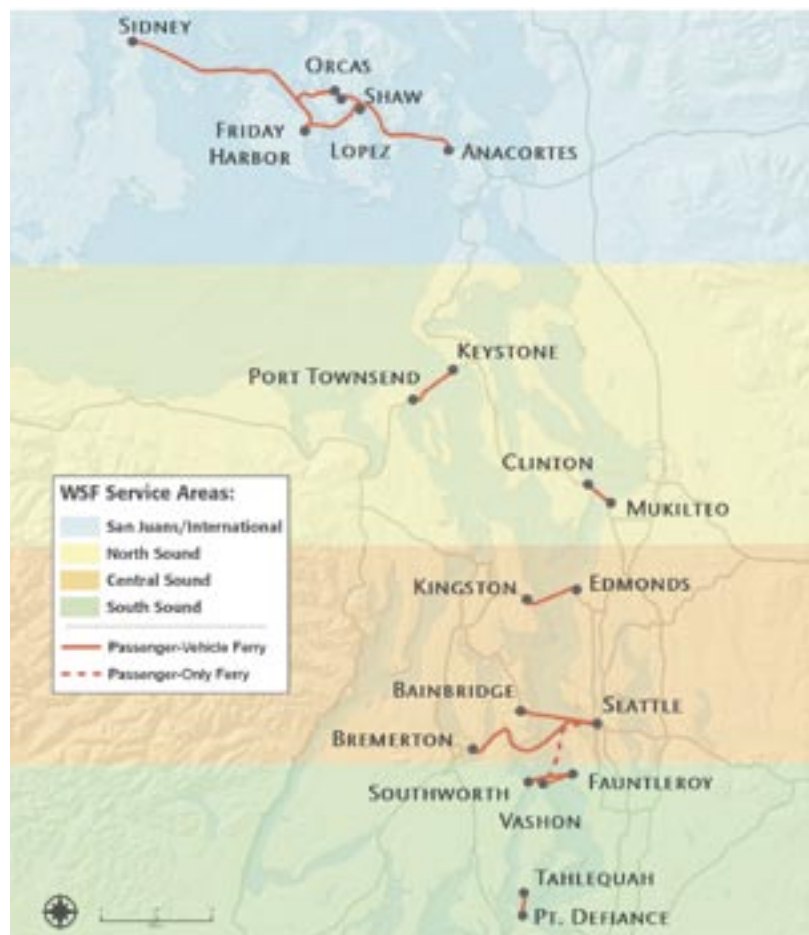 SIDNEY
ORCAS
SHAW
FRIDAY
HARBOR
LOPEZ
ANACORTES
KEYSTONE
PORT TOWNSEND
CLINTON
MUKILTEO
WSF Service Areas:
San Juans/International
North Sound
Central Sound
South Sound
Passenger-Vehicle Ferry
Passenger-Only Ferry
KINGSTON
EDMONDS
BAINBRIDGE
SEATTLE
BREMERTON
SOUTHWORTH
FAUNTLEROY
VASHON
TAHLEQUAH
PT. DEFIANCE